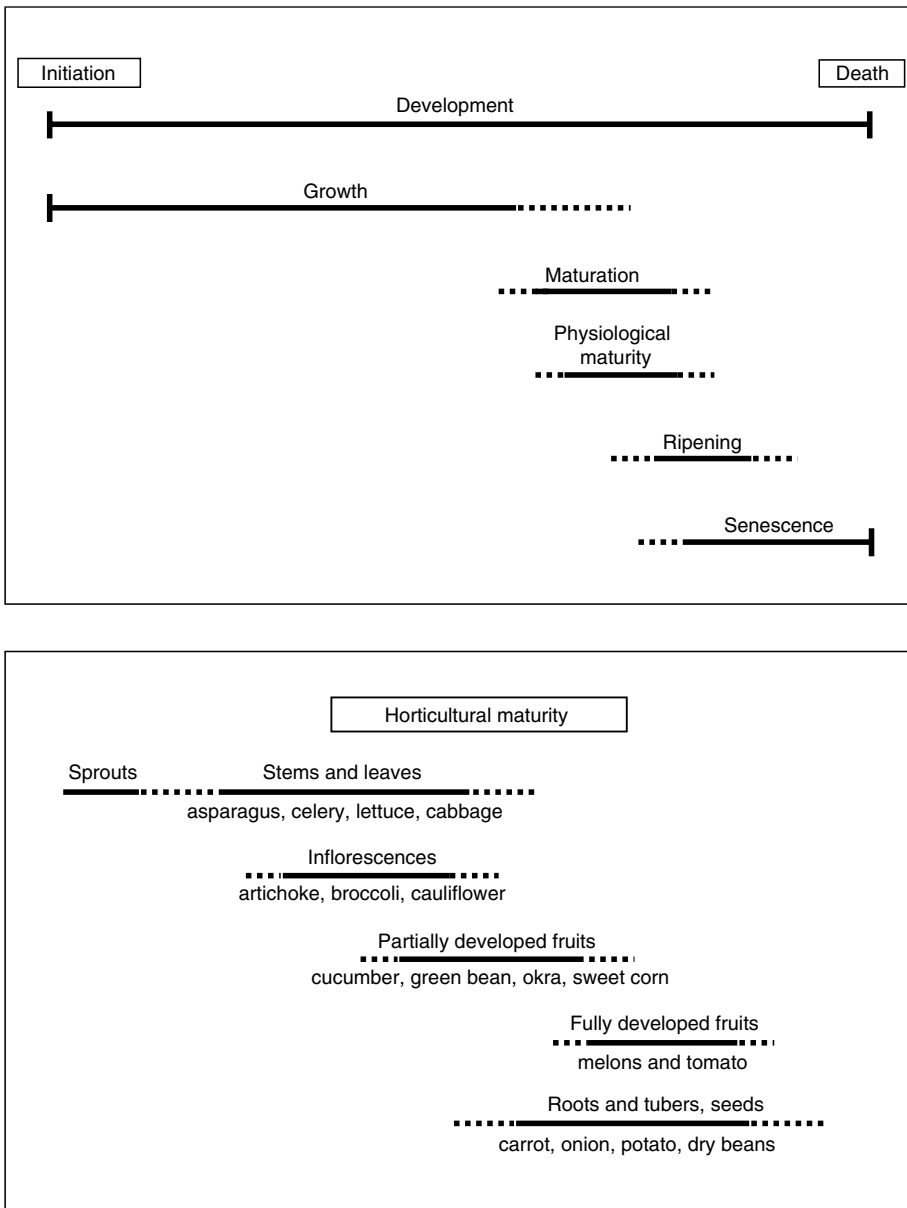 Initiation
Death
Development
Growth
Maturation
Physiological
maturity
Ripening
Senescence
Horticultural maturity
Sprouts
Stems and leaves
asparagus, celery, lettuce, cabbage
Inflorescences
artichoke, broccoli, cauliflower
Partially developed fruits
cucumber, green bean, okra, sweet corn
Fully developed fruits
melons and tomato
Roots and tubers, seeds
carrot, onion, potato, dry beans